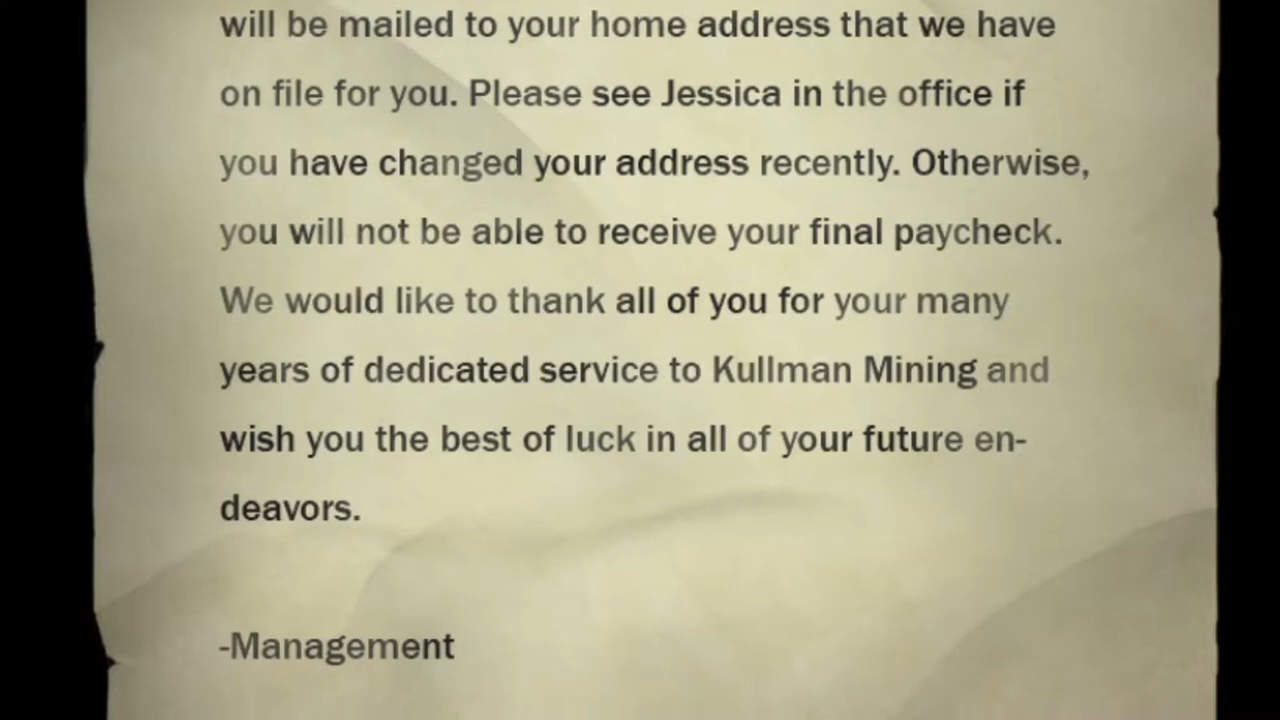 will be mailed to your home address that we have
on file for you. Please see Jessica in the office if
you have changed your address recently. Otherwise,
you will not be able to receive your final paycheck.
We would like to thank all of you for your many
years of dedicated service to Kullman Mining and
wish you the best of luck in all of your future en-
deavors.
-Management